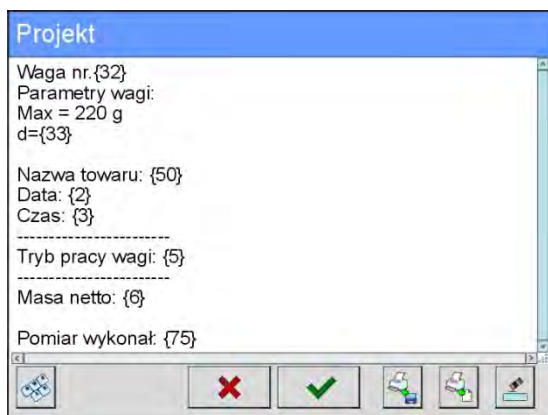 Projekt
Waga nr.{32}
Parametry wagi:
Max = 220 g
d={33}
Nazwa towaru: {50}
Data: {2}
Czas: {3}
-----------------------
Tryb pracy wagi: {5}
-----------------------
Masa netto: {6}
Pomiar wykonał: {75}